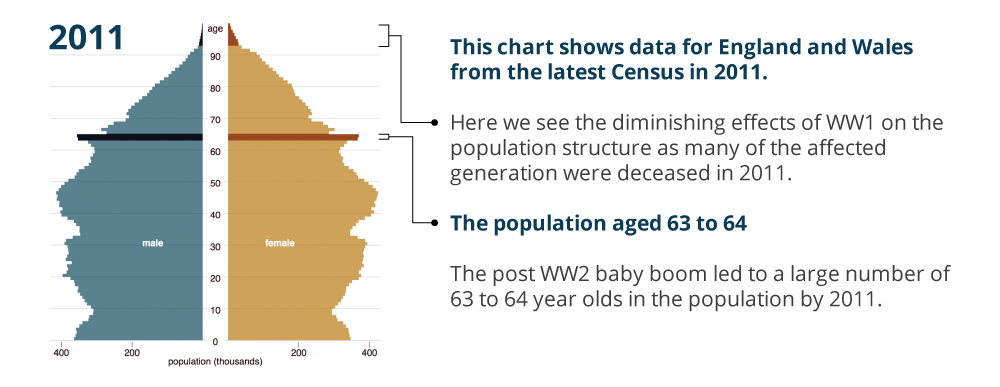 2011
age
90
80
70
60
50
40
30
20
10
0
male
female
400
200
200
400
population (thousands)
This chart shows data for England and Wales
from the latest Census in 2011.
Here we see the diminishing effects of WW1 on the
population structure as many of the affected
generation were deceased in 2011.
The population aged 63 to 64
The post WW2 baby boom led to a large number of
63 to 64 year olds in the population by 2011.